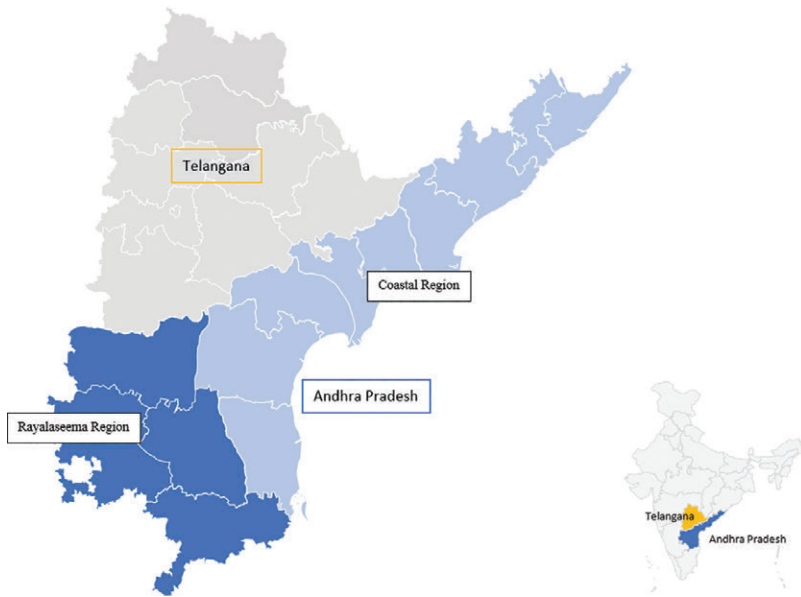 Telangana
Coastal Region
Andhra Pradesh
Rayalaseema Region
Telangana
Andhra Pradesh